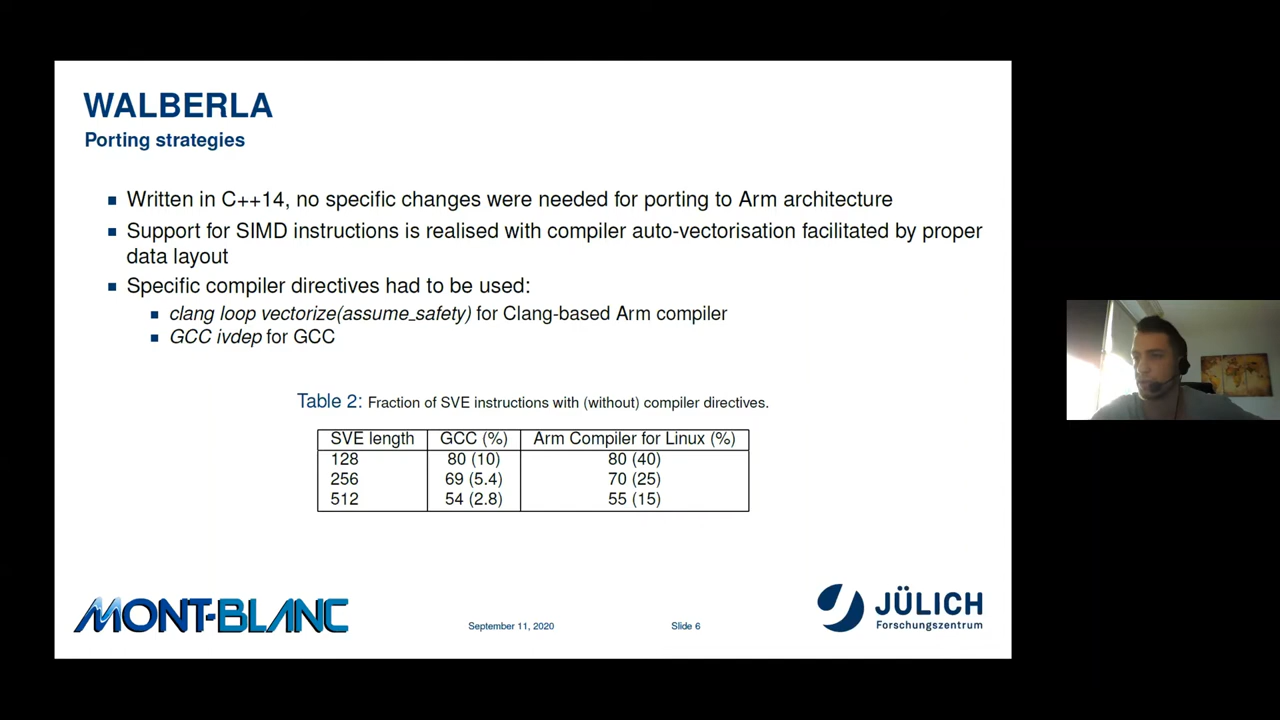 WALBERLA
Porting strategies
Written in C++14, no specific changes were needed for porting to Arm architecture
Support for SIMD instructions is realised with compiler auto-vectorisation facilitated by proper
data layout
Specific compiler directives had to be used:
clang loop vectorize(assume_safety) for Clang-based Arm compiler
GCC ivdep for GCC
Table 2: Fraction of SVE instructions with (without) compiler directives.
SVE length GCC (%) Arm Compiler for Linux (%)
128 80 (10) 80 (40)
256 69 (5.4) 70 (25)
512 54 (2.8) 55 (15)
MONT-BLANC
September 11, 2020
Slide 6
JÜLICH
Forschungszentrum